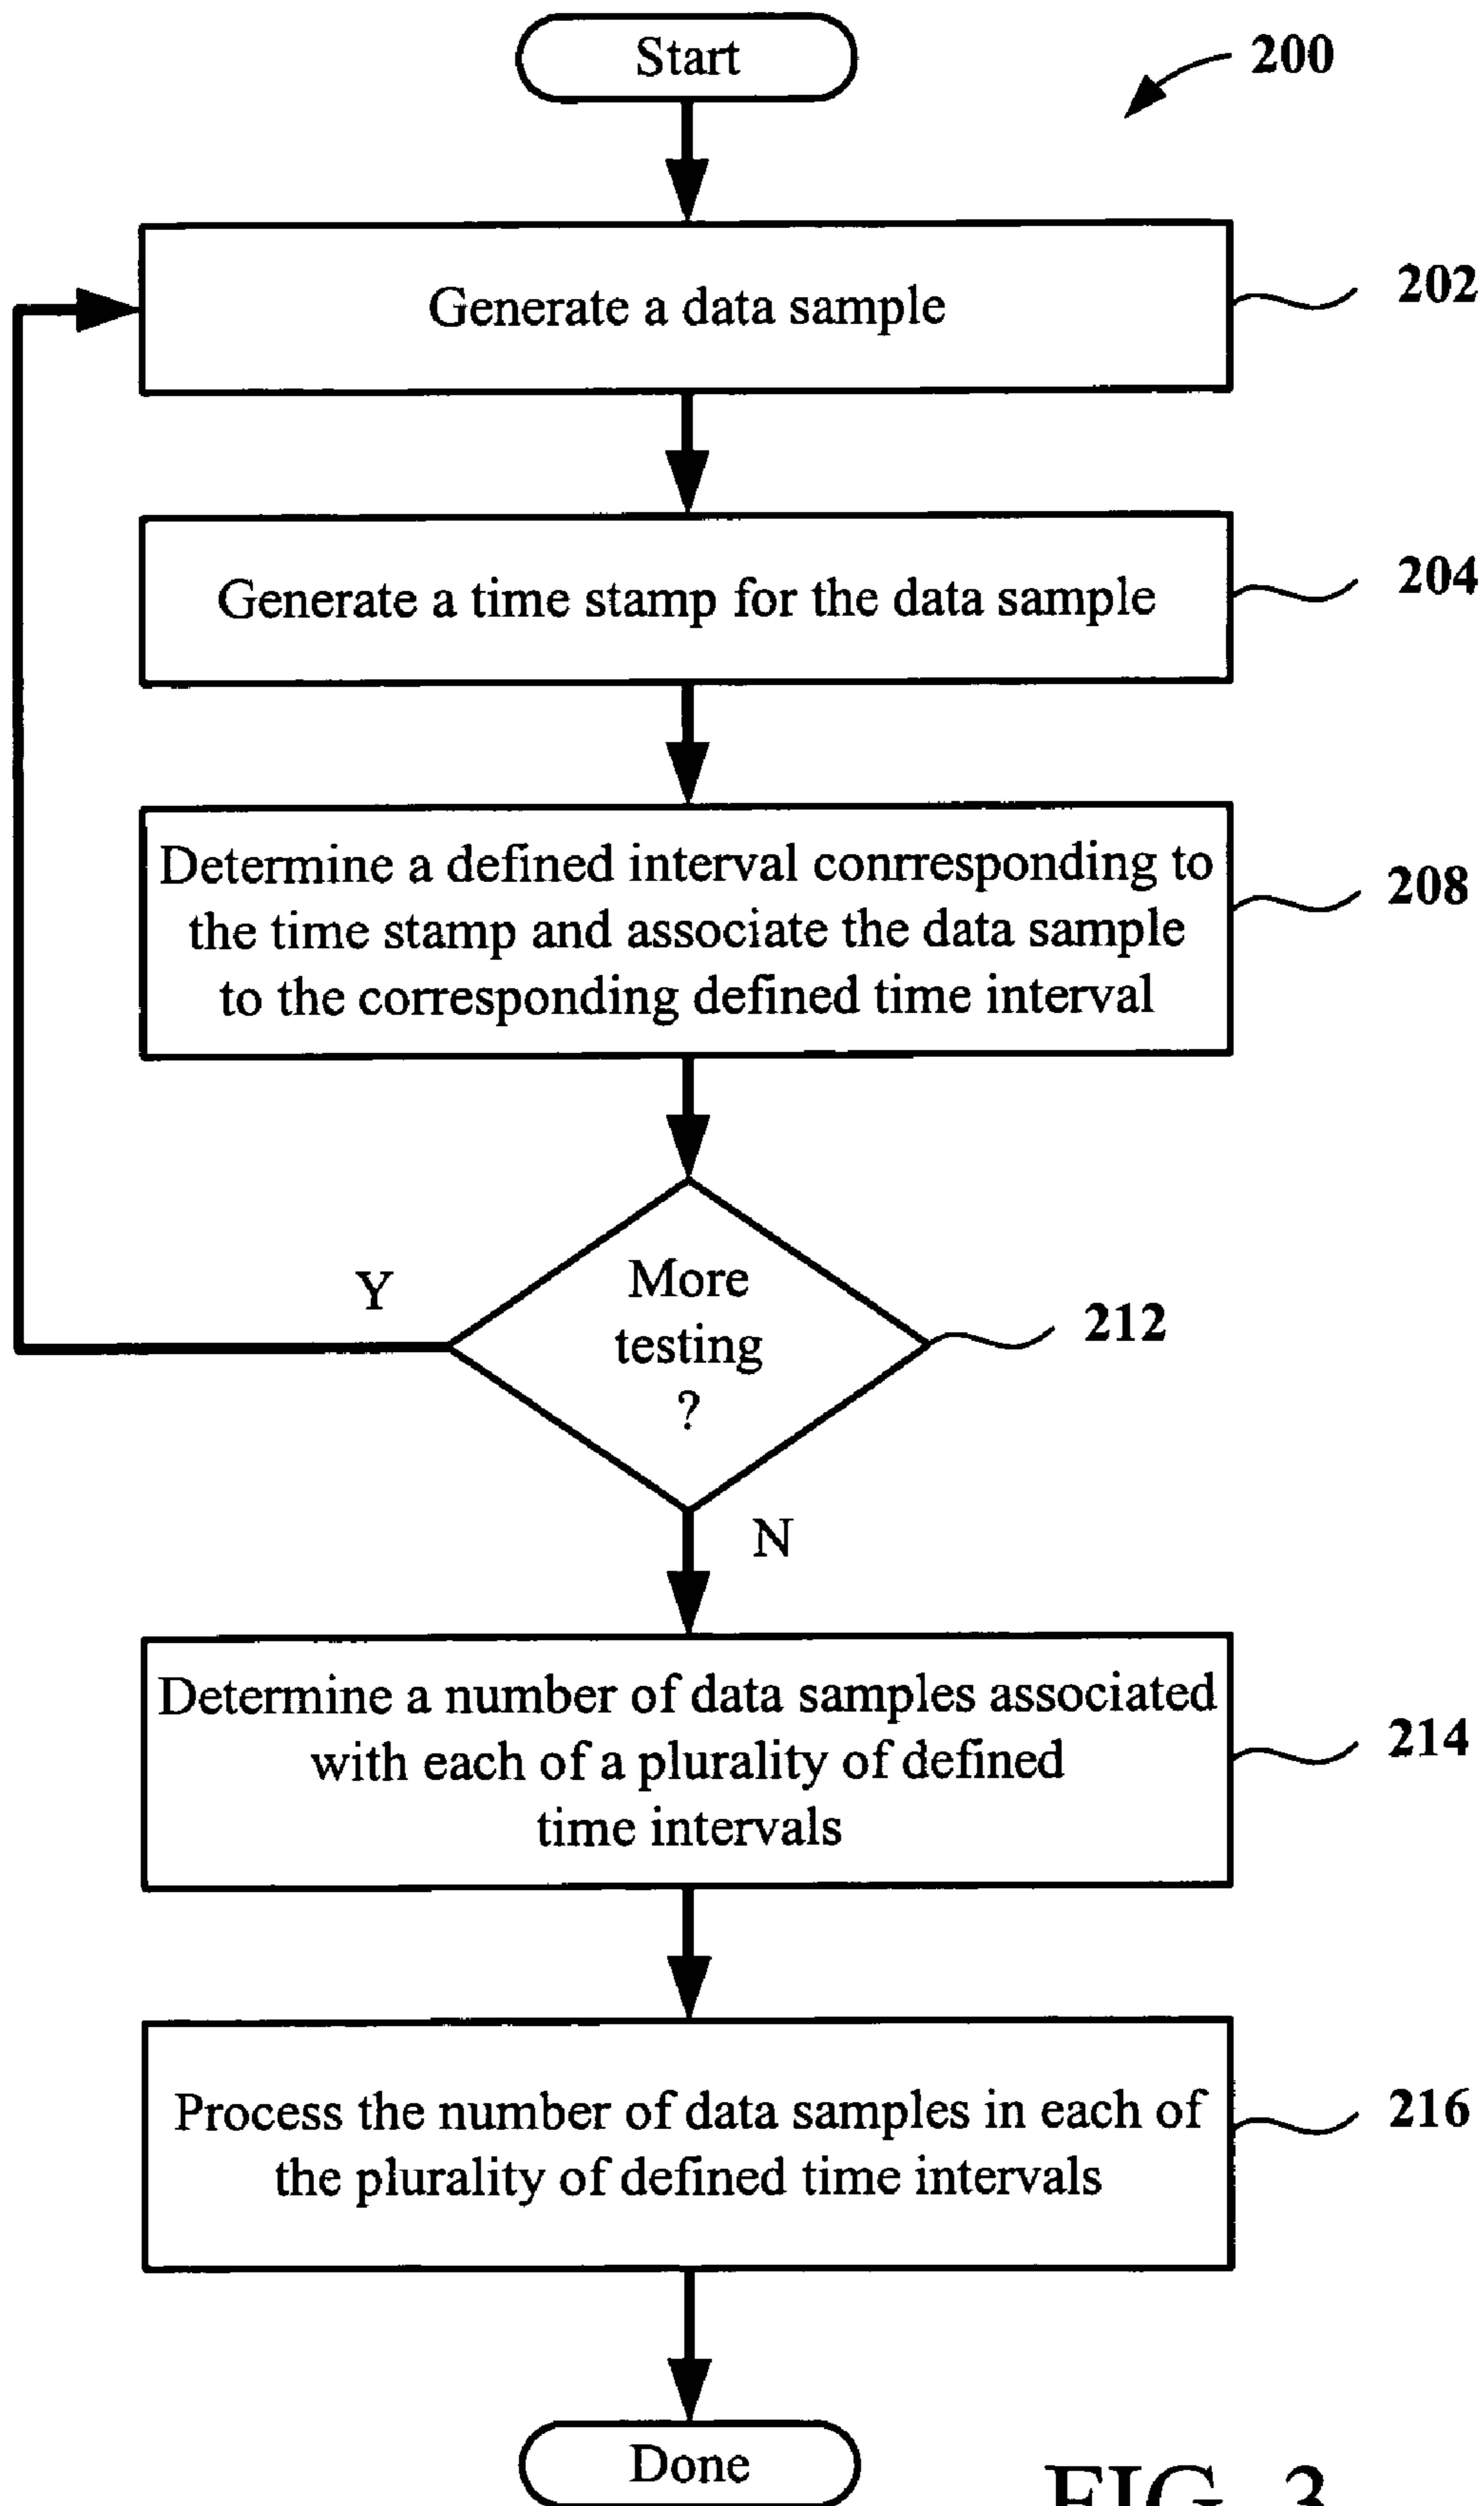 Start
200
Generate a data sample
202
Generate a time stamp for the data sample
204
Determine a defined interval conrresponding to
the time stamp and associate the data sample
to the corresponding defined time interval
208
More
testing
?
Y
212
N
Determine a number of data samples associated
with each of a plurality of defined
time intervals
214
Process the number of data samples in each of
the plurality of defined time intervals
216
Done
FIG. 3